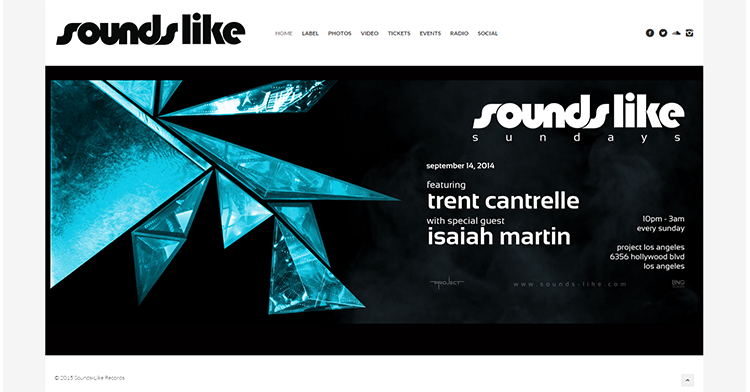 sounds like
HOME LABEL PHOTOS VIDEO TICKETS EVENTS RADIO SOCIAL
sounds like
sundays
september 14, 2014
featuring
trent cantrelle
with special guest
isaiah martin
10pm - 3am
every sunday
project los angeles
6356 hollywood blvd
los angeles
PROJECT
www.sounds-like.com
BNG
© 2015 Sounds-Like Records